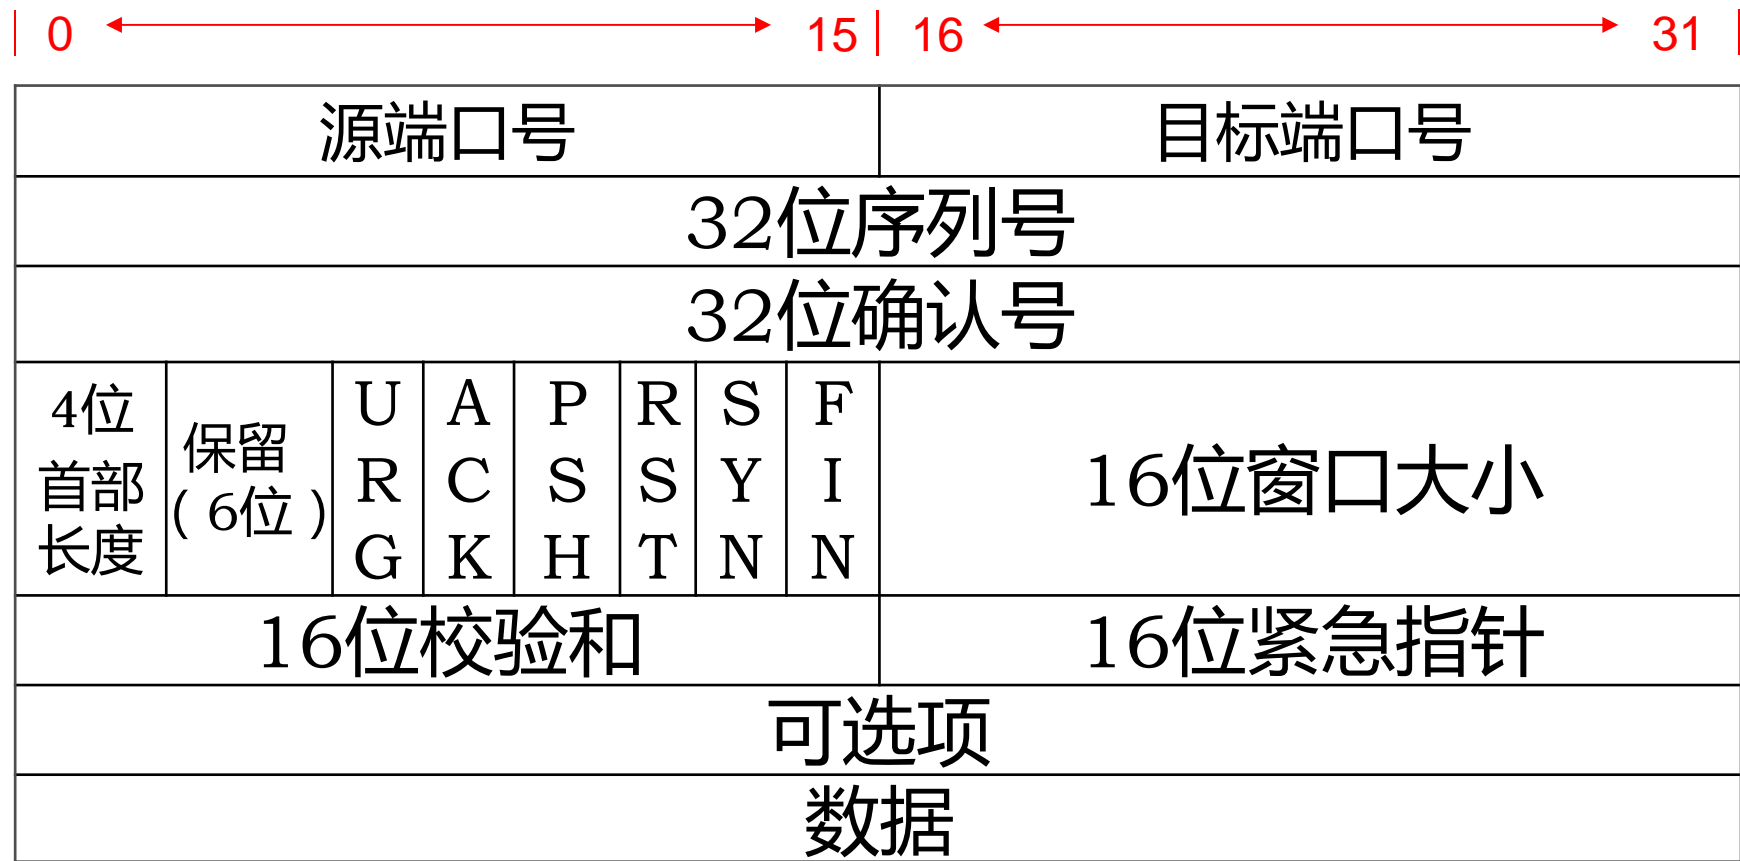 0 15 16 31
源端口号 目标端口号
32位序列号
32位确认号
4位
首部
长度
保留
(6位)
URG
ACK
PSH
RST
SYN
FIN
16位窗口大小
16位校验和 16位紧急指针
可选项
数据